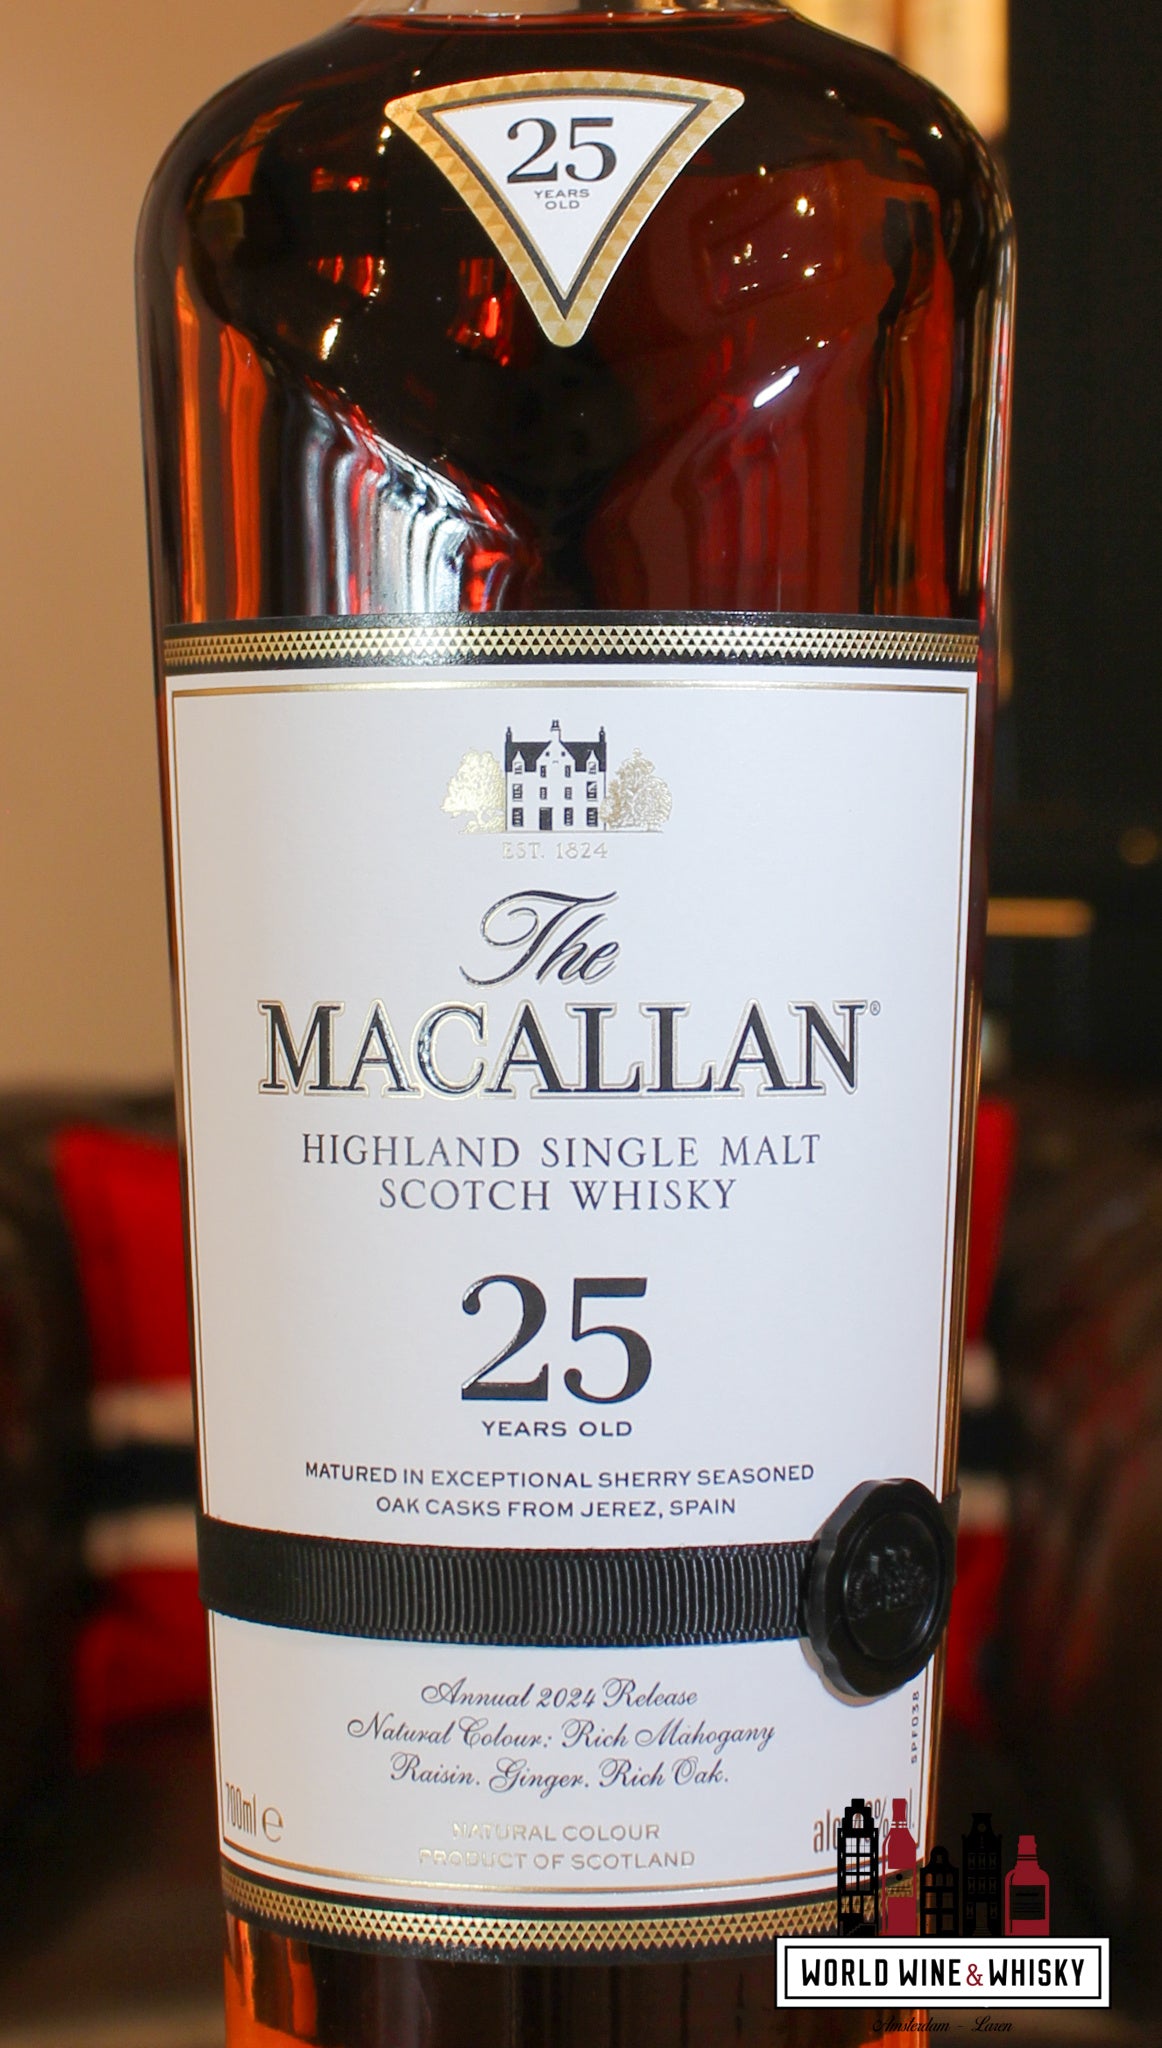 25
YEARS
OLD
EST. 1824
The
MACALLAN®
HIGHLAND SINGLE MALT
SCOTCH WHISKY
25
YEARS OLD
MATURED IN EXCEPTIONAL SHERRY SEASONED
OAK CASKS FROM JEREZ, SPAIN
Annual 2024 Release
Natural Colour: Rich Mahogany
Raisin. Ginger. Rich Oak.
700ml e
NATURAL COLOUR
PRODUCT OF SCOTLAND
WORLD WINE & WHISKY
Amsterdam - Laren